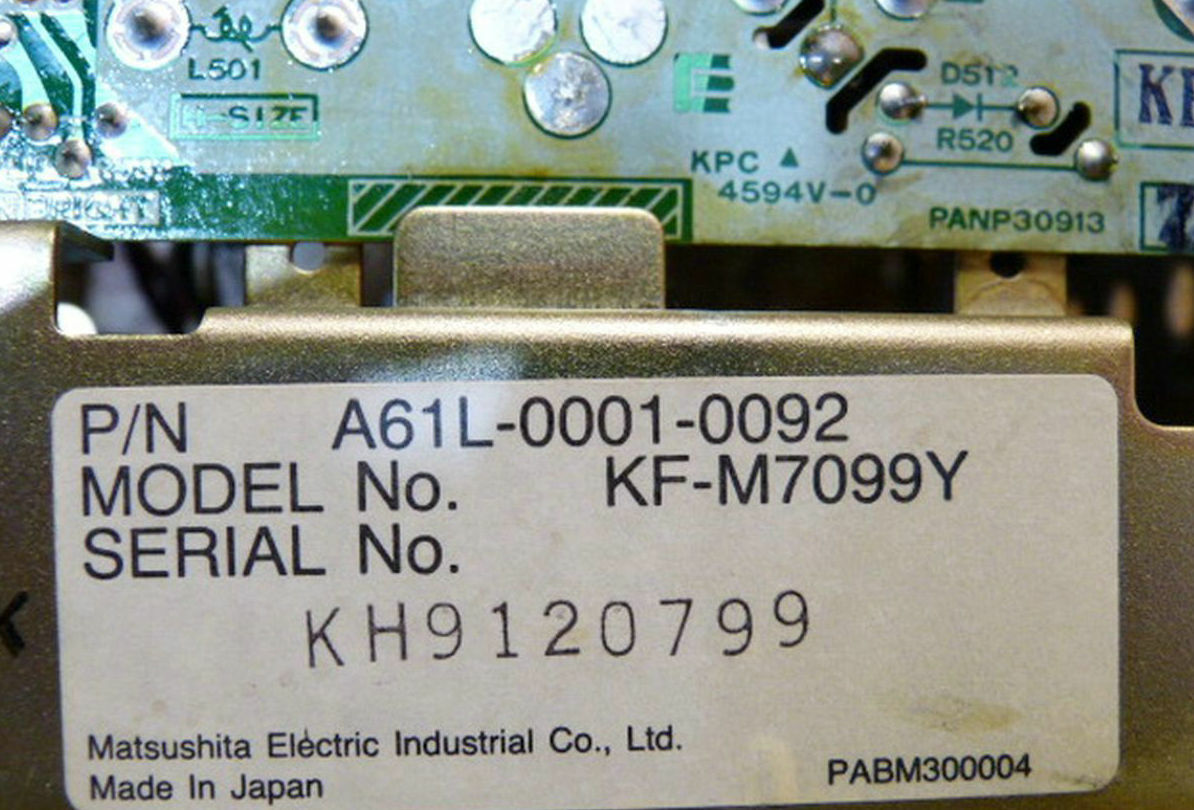 L501
H-SIZE
D512
R520
KPC ▲
4594V-0
PANP30913
P/N A61L-0001-0092
MODEL No. KF-M7099Y
SERIAL No.
KH9120799
Matsushita Electric Industrial Co., Ltd.
Made In Japan
PABM300004